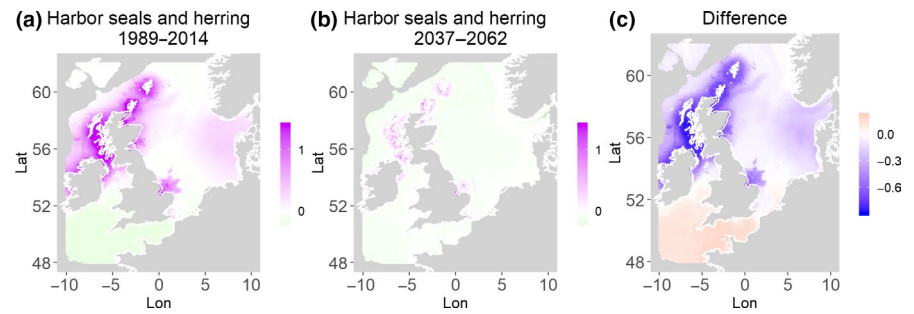 (a) Harbor seals and herring
1989–2014
60
56
52
48
Lat
−10 −5 0 5 10
Lon
1
0
(b) Harbor seals and herring
2037–2062
60
56
52
48
Lat
−10 −5 0 5 10
Lon
1
0
(c) Difference
60
56
52
48
Lat
−10 −5 0 5 10
Lon
0.0
−0.3
−0.6